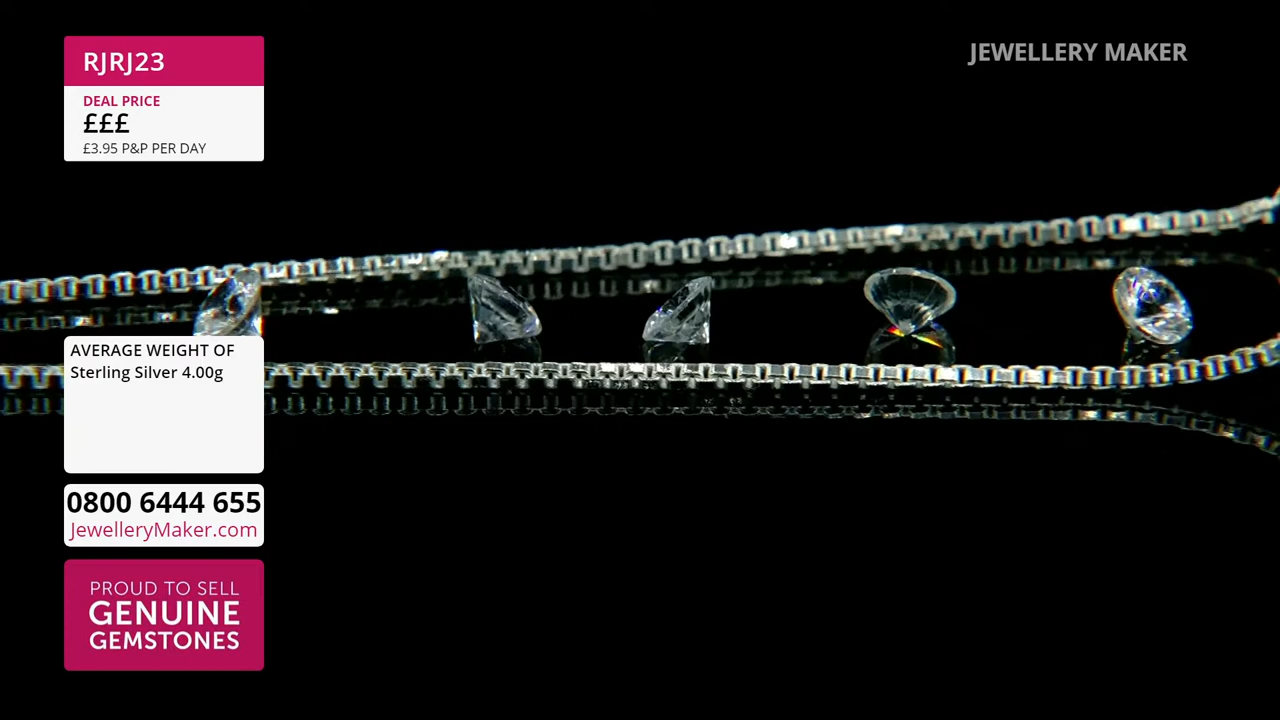 RJRJ23
DEAL PRICE
£££
£3.95 P&P PER DAY
JEWELLERY MAKER
AVERAGE WEIGHT OF
Sterling Silver 4.00g
0800 6444 655
JewelleryMaker.com
PROUD TO SELL
GENUINE
GEMSTONES